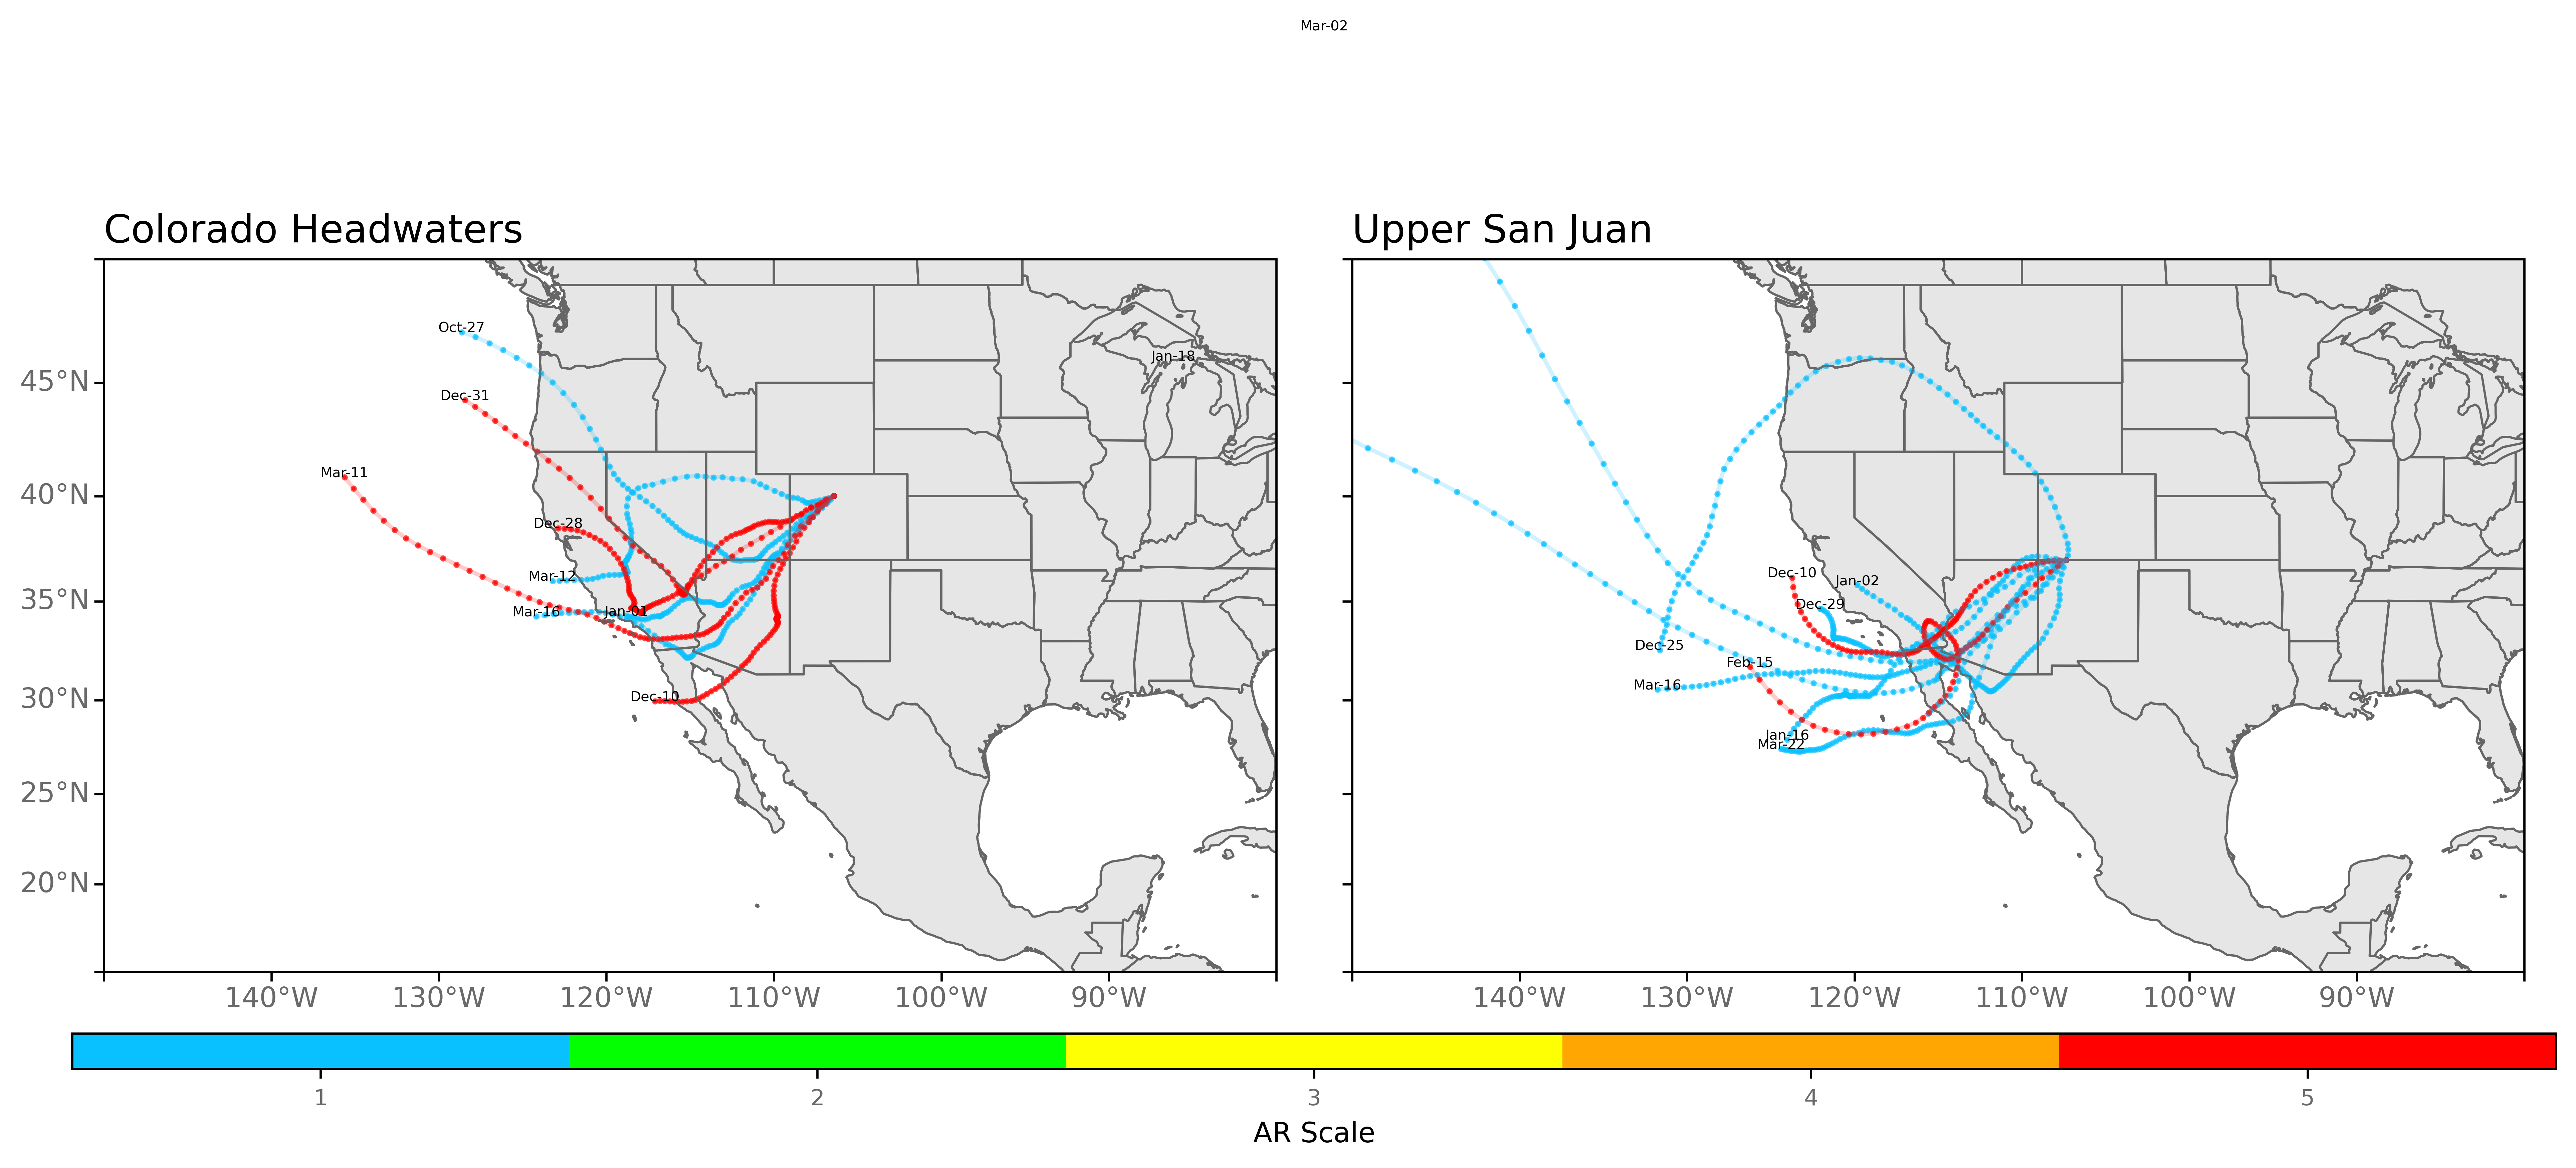 Mar-02
Colorado Headwaters
Upper San Juan
Oct-27
Jan-18
Dec-31
Mar-11
Dec-28
Mar-12
Mar-16
Jan-01
Dec-10
45°N
40°N
35°N
30°N
25°N
20°N
140°W
130°W
120°W
110°W
100°W
90°W
Dec-10
Jan-02
Dec-29
Dec-25
Feb-15
Mar-16
Jan-16
Mar-22
140°W
130°W
120°W
110°W
100°W
90°W
1
2
3
4
5
AR Scale